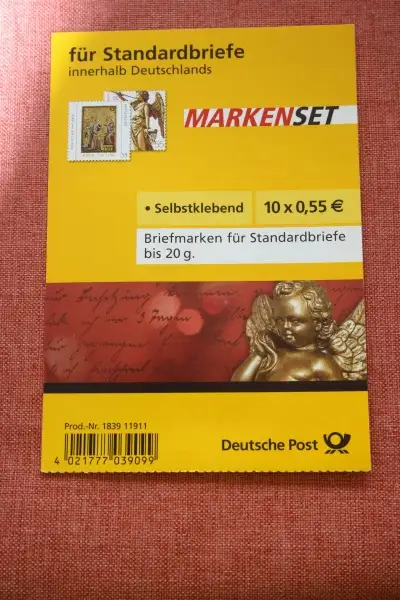 für Standardbriefe
innerhalb Deutschlands
MARKENSET
• Selbstklebend
10 x 0,55 €
Briefmarken für Standardbriefe
bis 20 g.
Prod.-Nr. 1839 11911
4 021777 039099
Deutsche Post